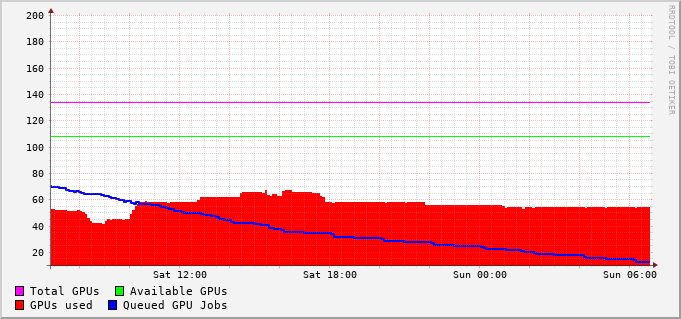 200
180
160
140
120
100
80
60
40
20
Sat 12:00 Sat 18:00 Sun 00:00 Sun 06:00
Total GPUs Available GPUs
GPUs used Queued GPU Jobs
RRDTOOL / TOBI OETIKER